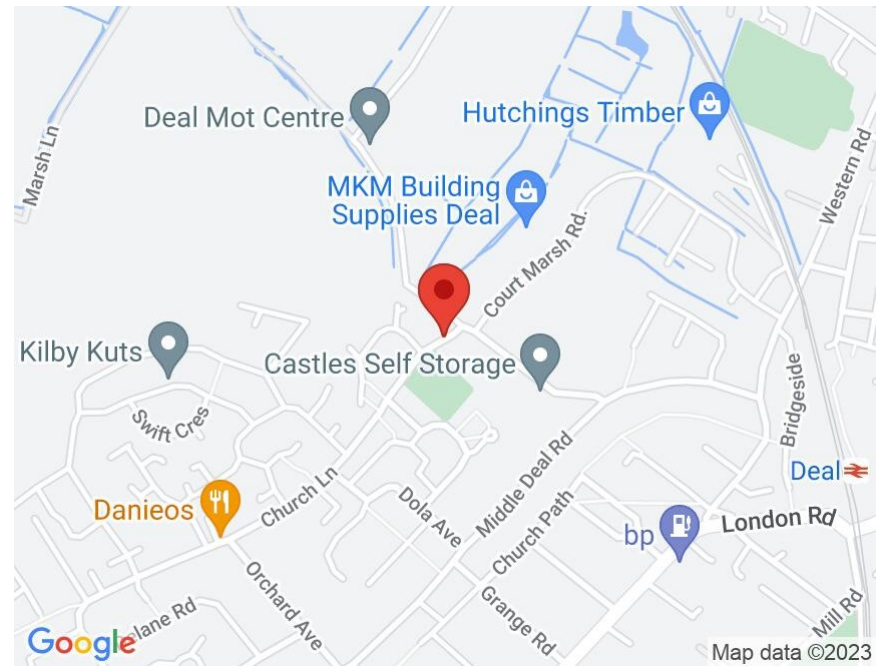 Marsh Ln
Deal Mot Centre
Hutchings Timber
Western Rd
MKM Building
Supplies Deal
Court Marsh Rd.
Kilby Kuts
Castles Self Storage
Swift Cres
Bridgeside
Middle Deal Rd
Deal
Danieos
Church Ln
Dola Ave
Church Path
bp
London Rd
Orchard Ave
Grange Rd
Mill Rd
Google
elane Rd
Map data ©2023